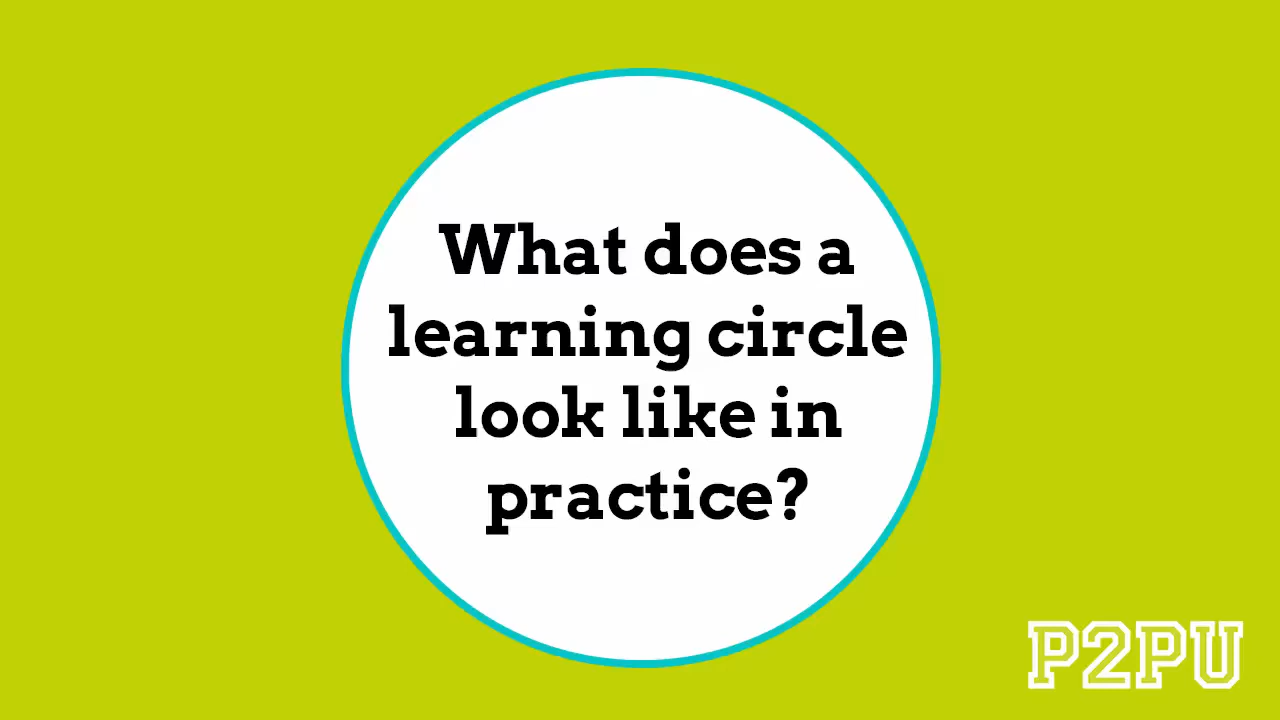 What does a
learning circle
look like in
practice?
P2PU